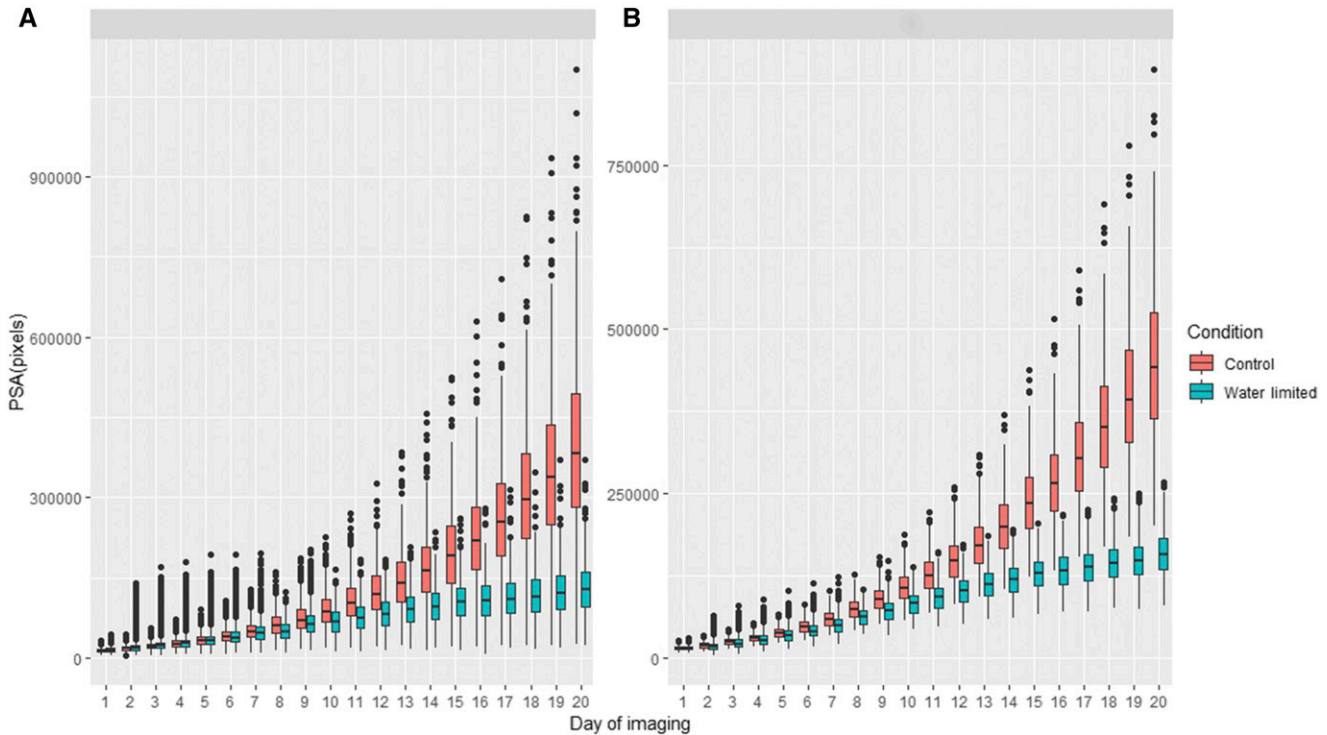 A
B
PSA(pixels)
900000
600000
300000
0
750000
500000
250000
0
1 2 3 4 5 6 7 8 9 10 11 12 13 14 15 16 17 18 19 20
1 2 3 4 5 6 7 8 9 10 11 12 13 14 15 16 17 18 19 20
Day of imaging
Condition
Control
Water limited